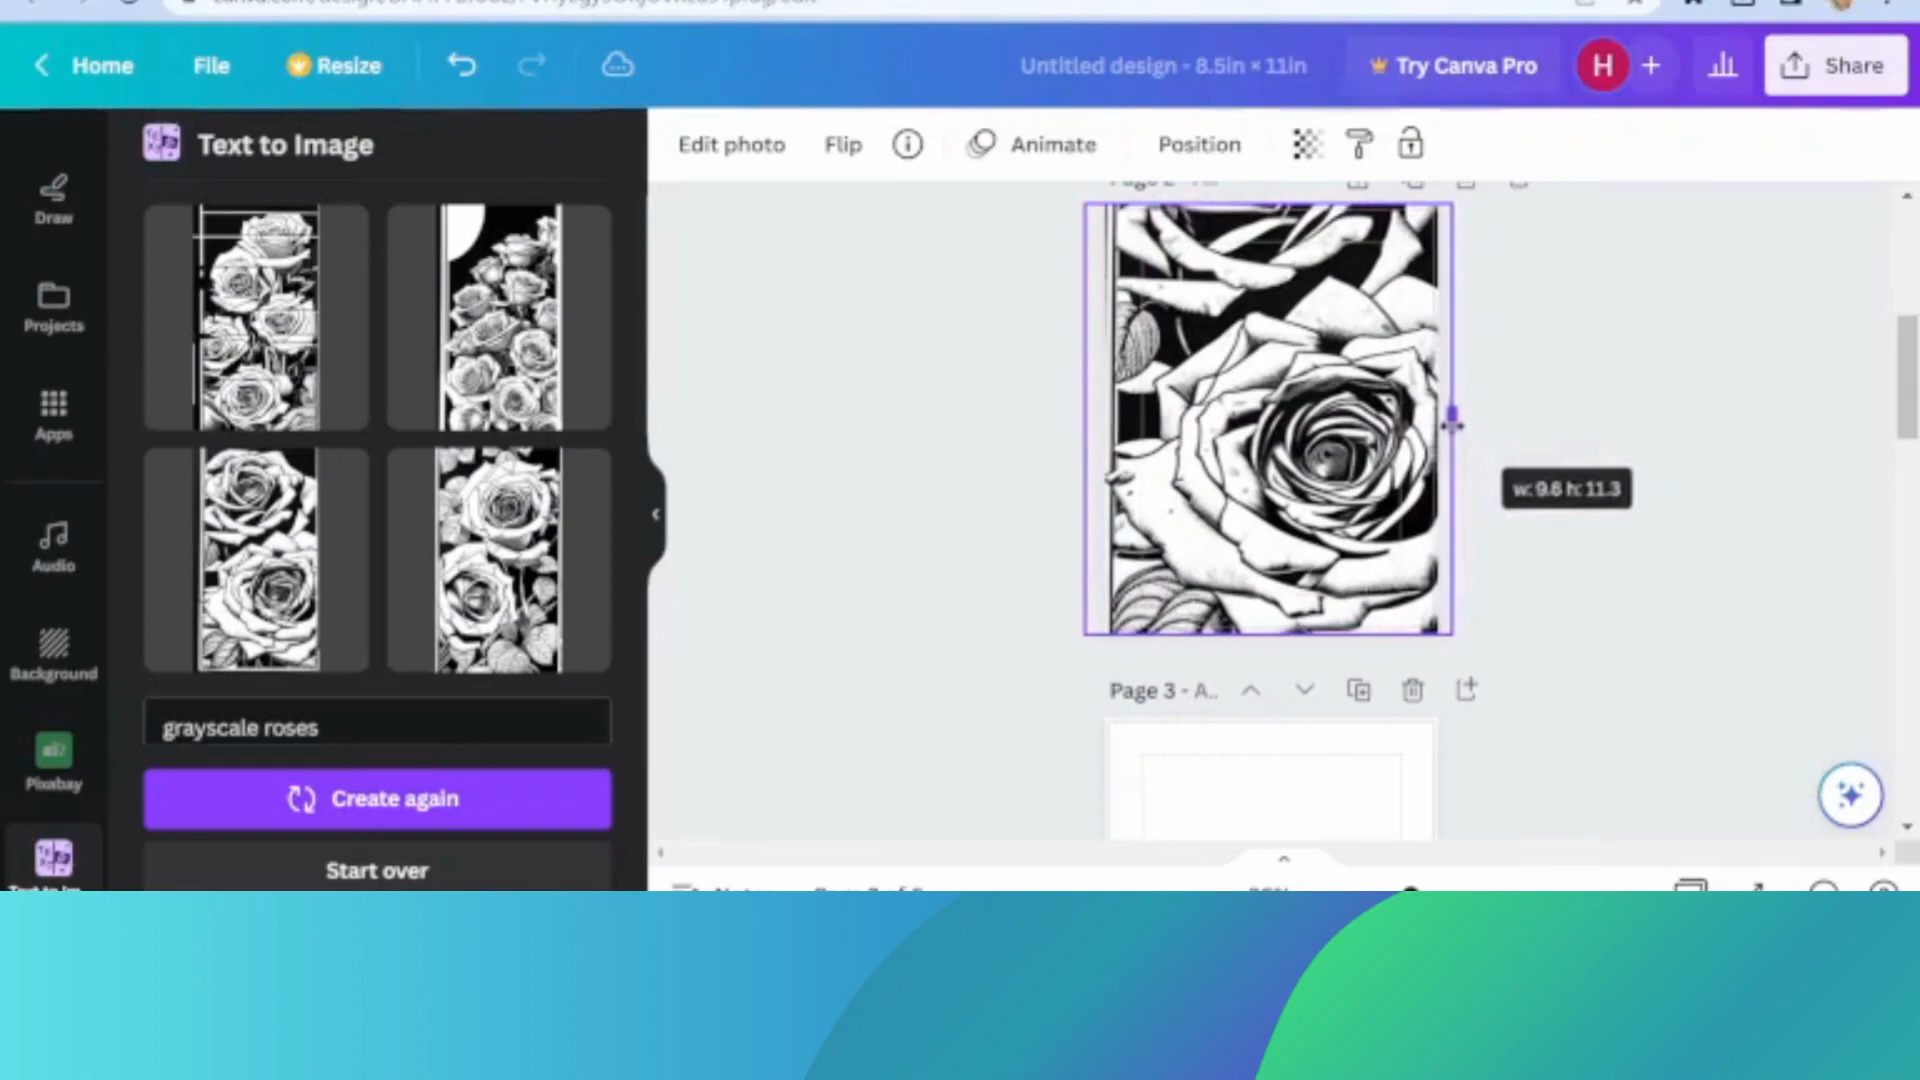 Home File Resize
Untitled design - 8.5in × 11in Try Canva Pro H + Share
Text to Image
Edit photo Flip Animate Position
Draw
Projects
Apps
Audio
Background
Pixabay
w: 9.6 h: 11.3
Page 3 - A..
grayscale roses
Create again
Start over